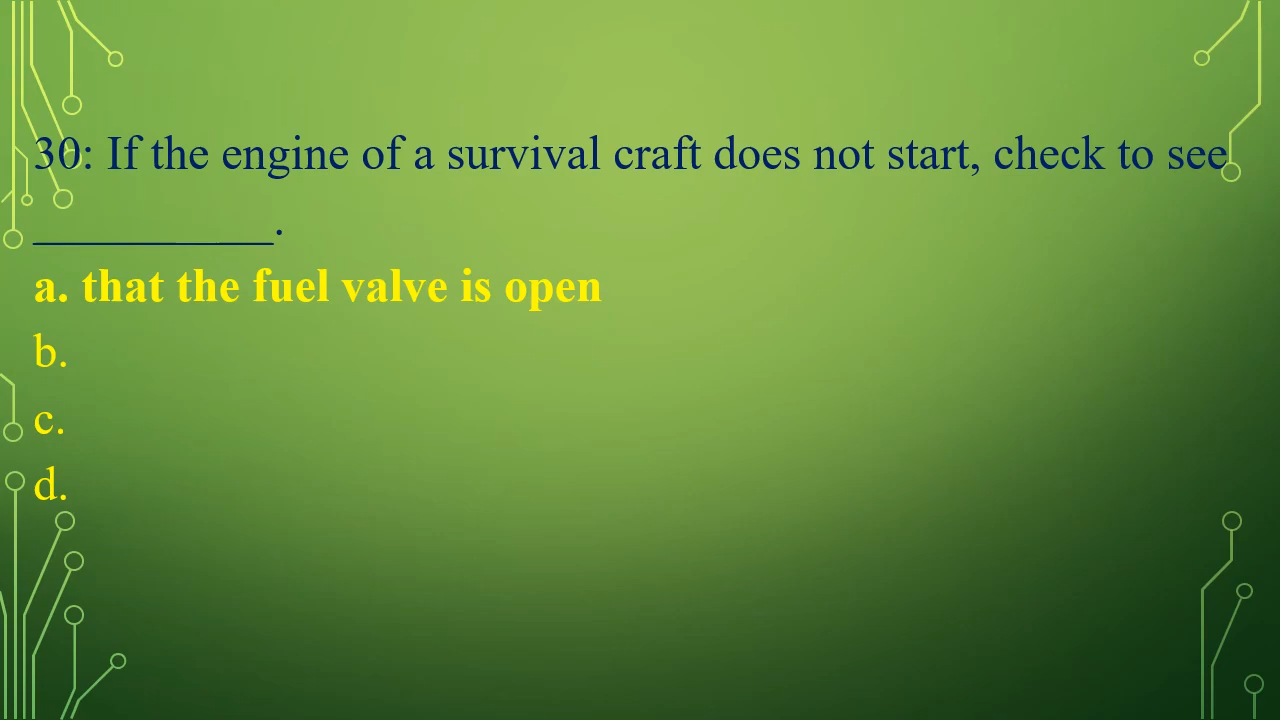 30: If the engine of a survival craft does not start, check to see
__________.
a. that the fuel valve is open
b.
c.
d.